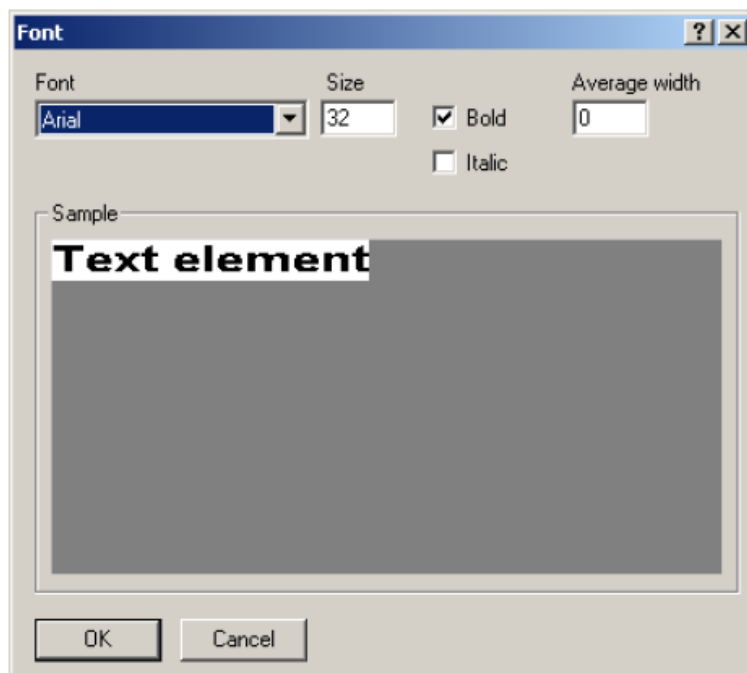 Font
Font Size Average width
Arial 32 Bold 0
Italic
Sample
Text element
OK Cancel